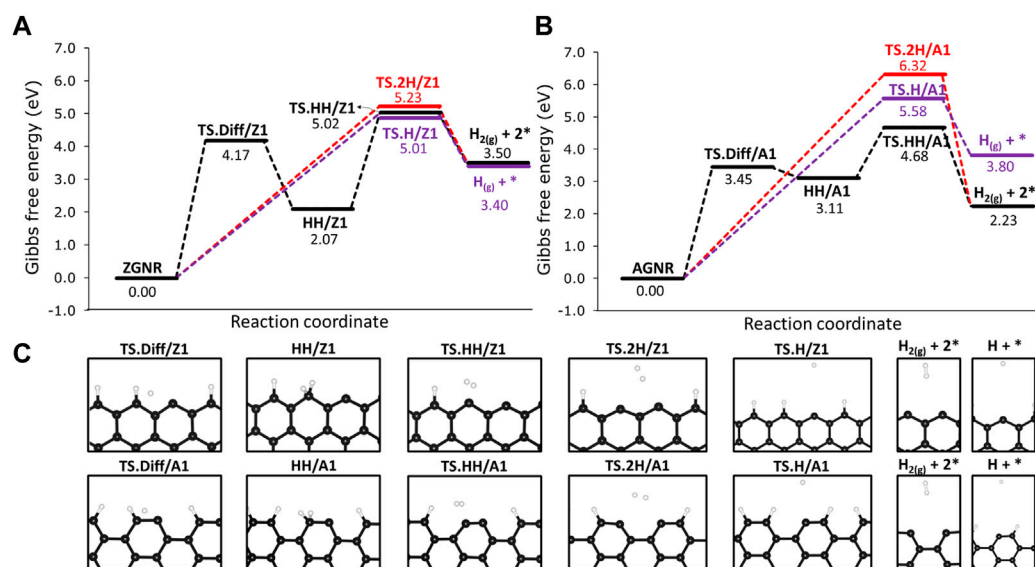 A
7.0
6.0
5.0
4.0
3.0
2.0
1.0
0.0
-1.0
Gibbs free energy (eV)
Reaction coordinate
ZGNR
0.00
TS.Diff/Z1
4.17
HH/Z1
2.07
TS.HH/Z1
5.02
TS.2H/Z1
5.23
TS.H/Z1
5.01
H2(g) + 2*
3.50
H(g) + *
3.40
B
7.0
6.0
5.0
4.0
3.0
2.0
1.0
0.0
-1.0
Gibbs free energy (eV)
Reaction coordinate
AGNR
0.00
TS.Diff/A1
3.45
HH/A1
3.11
TS.2H/A1
6.32
TS.H/A1
5.58
TS.HH/A1
4.68
H(g) + *
3.80
H2(g) + 2*
2.23
C
TS.Diff/Z1
HH/Z1
TS.HH/Z1
TS.2H/Z1
TS.H/Z1
H2(g) + 2*
H + *
TS.Diff/A1
HH/A1
TS.HH/A1
TS.2H/A1
TS.H/A1
H2(g) + 2*
H + *